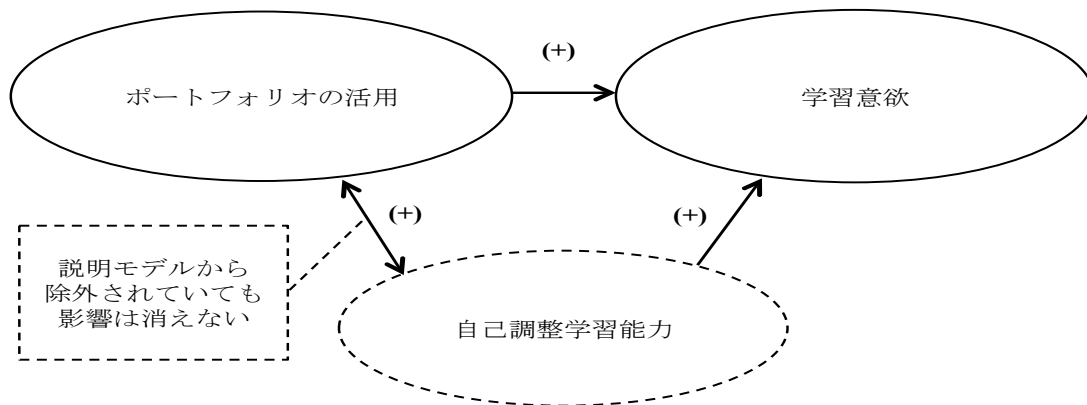 (+)
ポートフォリオの活用
学習意欲
(+)
(+)
説明モデルから
除外されていても
影響は消えない
自己調整学習能力